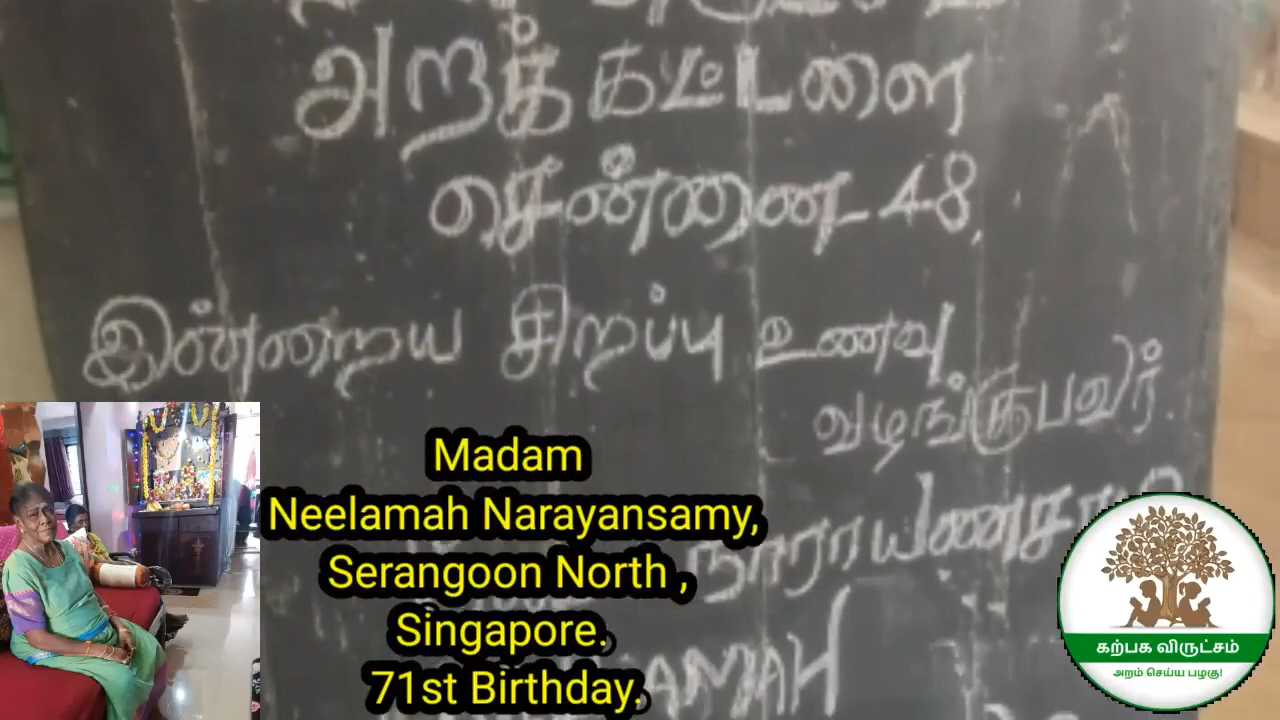 அறக்கட்டளை
சென்னை-48.
இன்றைய சிறப்பு உணவு
வழங்குபவர்.
Madam
Neelamah Narayansamy,
Serangoon North ,
Singapore.
71st Birthday.
கற்பக விருட்சம்
அறம் செய்ய பழகு!